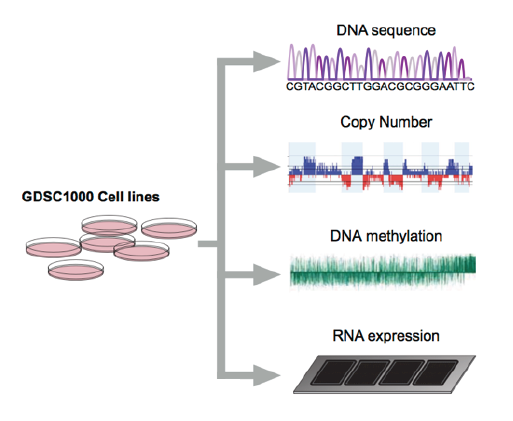 DNA sequence
CGTACGGCTTGGACGCGGGAATTC
Copy Number
GDSC1000 Cell lines
DNA methylation
RNA expression